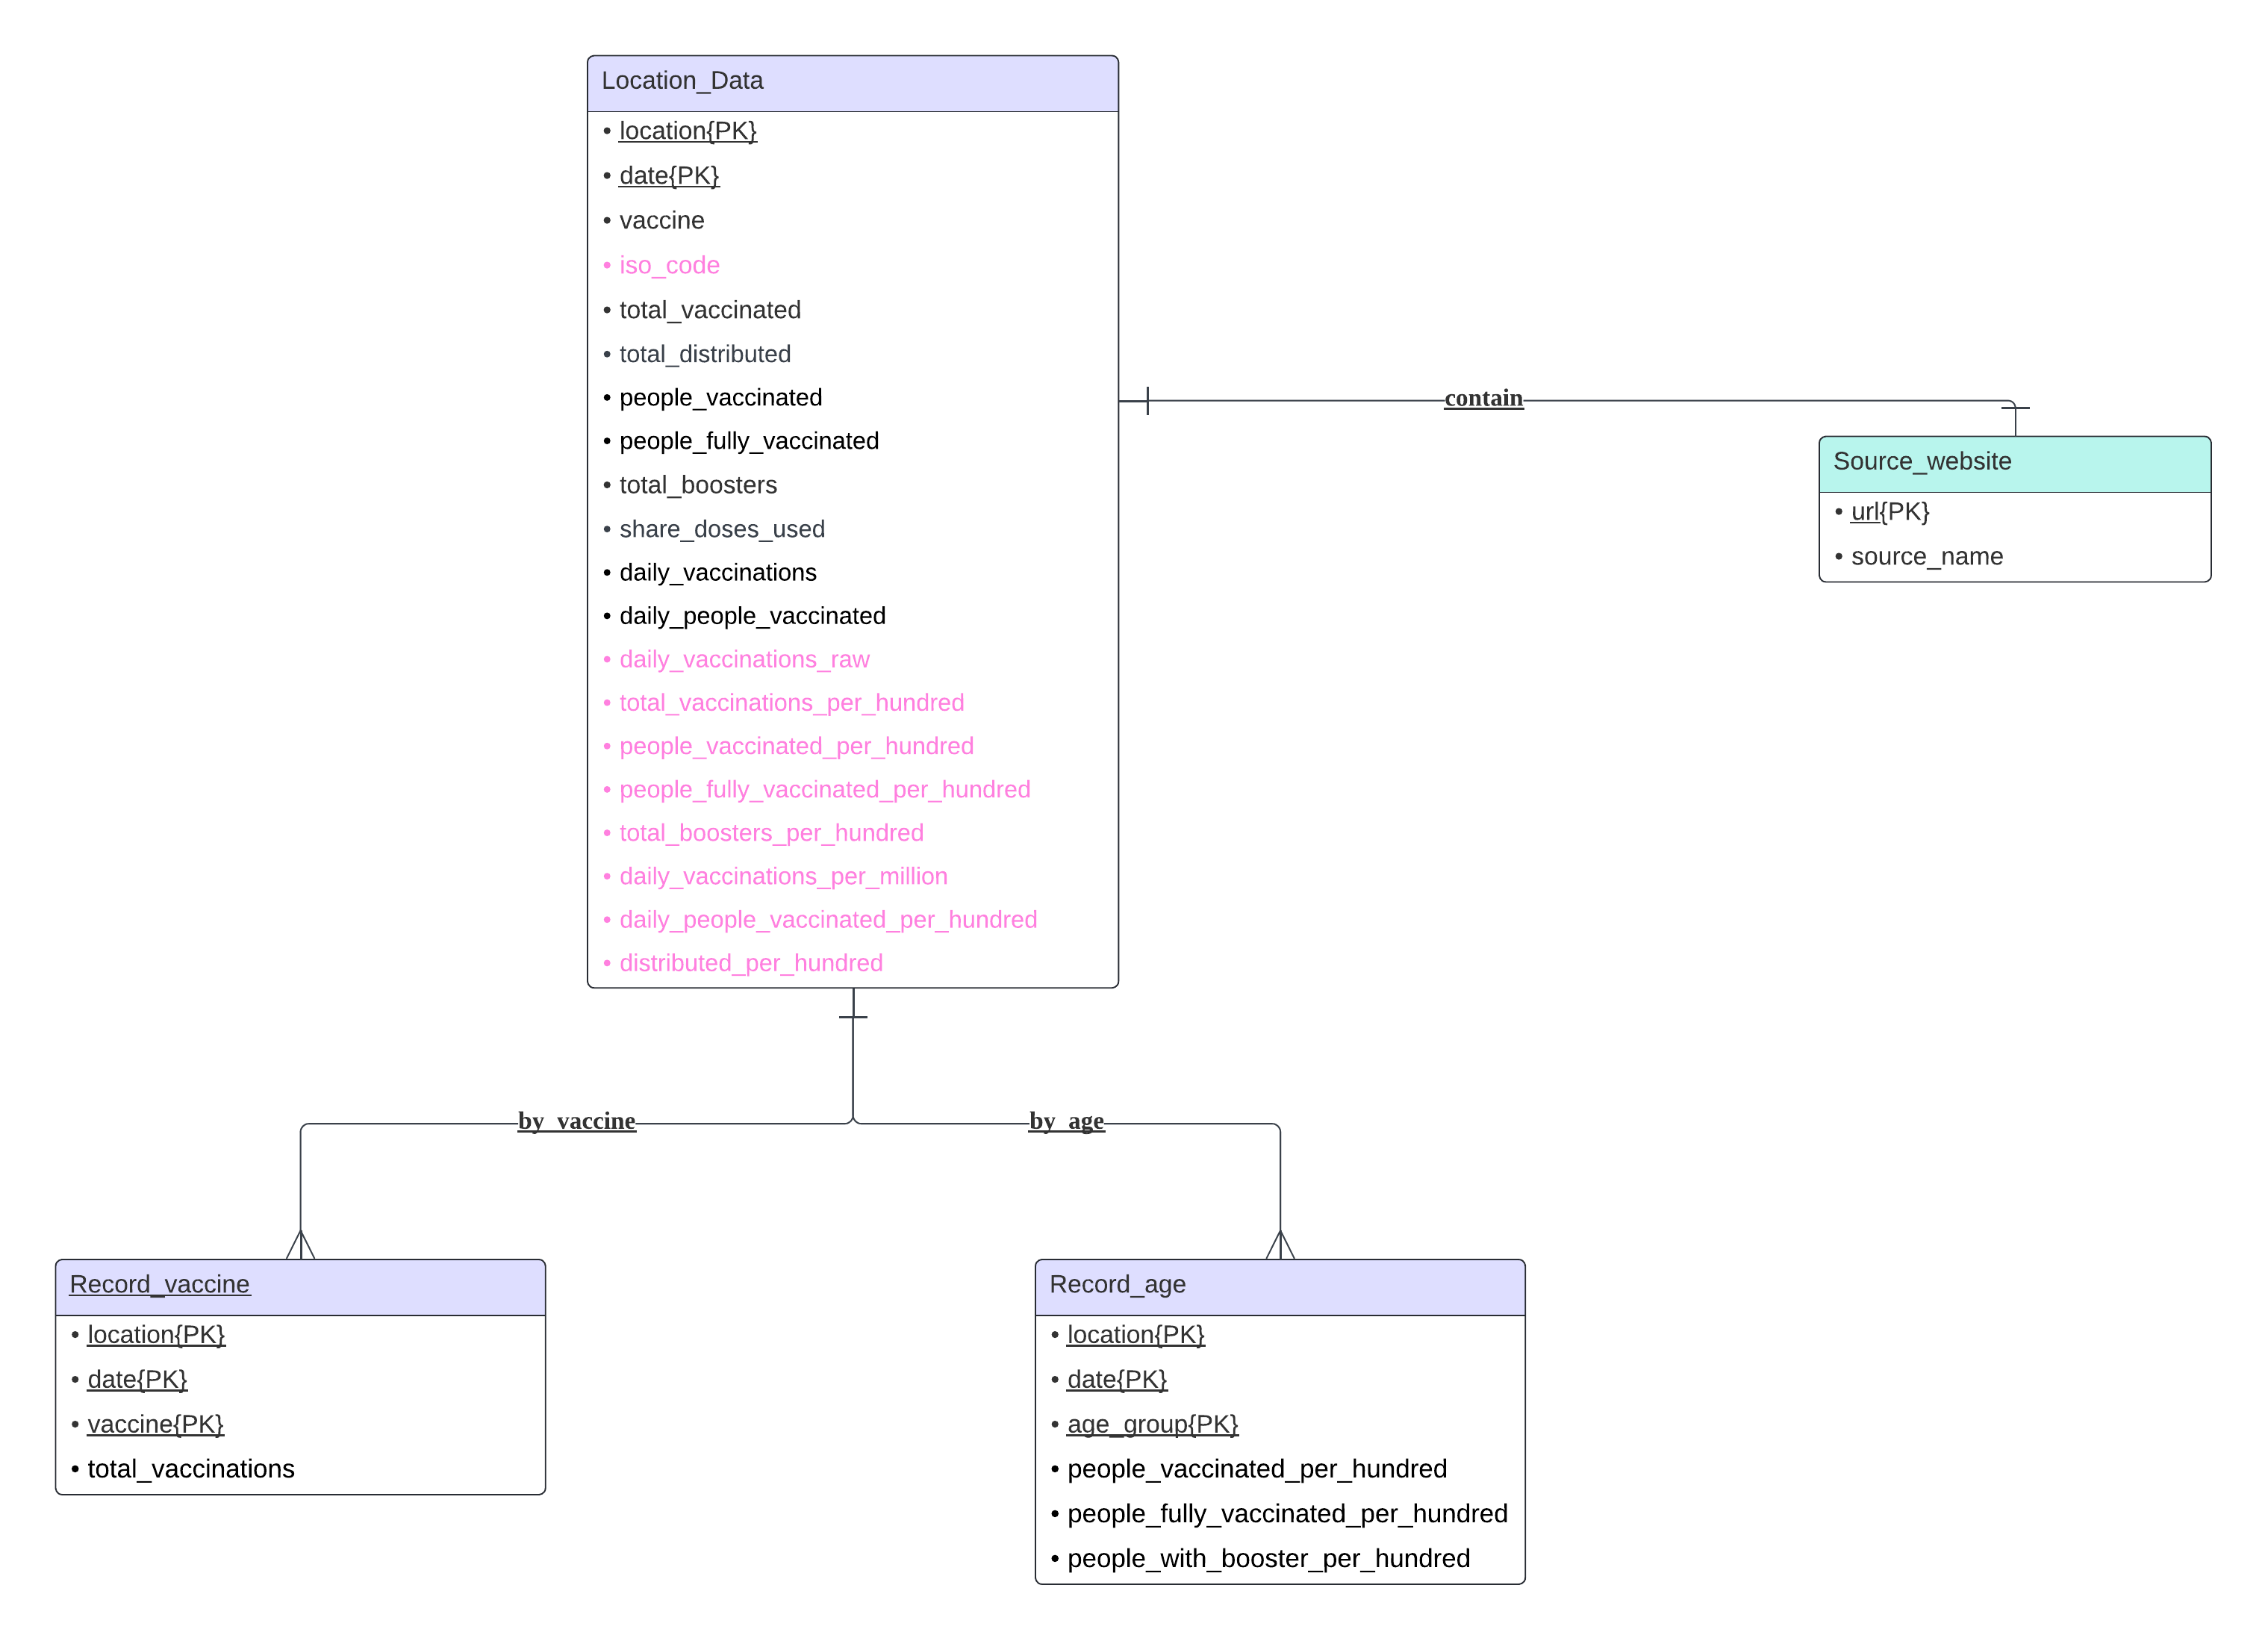 Location_Data
• location{PK}
• date{PK}
• vaccine
• iso_code
• total_vaccinated
• total_distributed
• people_vaccinated
• people_fully_vaccinated
• total_boosters
• share_doses_used
• daily_vaccinations
• daily_people_vaccinated
• daily_vaccinations_raw
• total_vaccinations_per_hundred
• people_vaccinated_per_hundred
• people_fully_vaccinated_per_hundred
• total_boosters_per_hundred
• daily_vaccinations_per_million
• daily_people_vaccinated_per_hundred
• distributed_per_hundred
contain
Source_website
• url{PK}
• source_name
by_vaccine
by_age
Record_vaccine
• location{PK}
• date{PK}
• vaccine{PK}
• total_vaccinations
Record_age
• location{PK}
• date{PK}
• age_group{PK}
• people_vaccinated_per_hundred
• people_fully_vaccinated_per_hundred
• people_with_booster_per_hundred